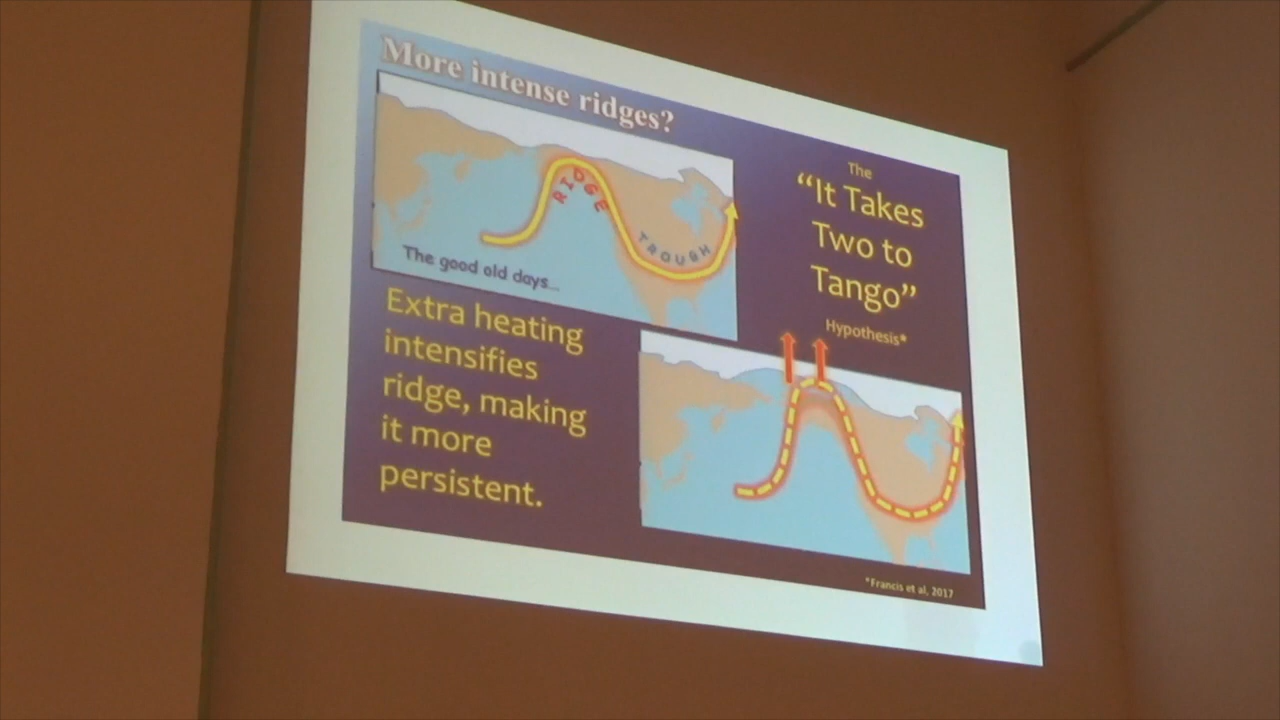 More intense ridges?
RIDGE
TROUGH
The good old days...
The
“It Takes
Two to
Tango”
Hypothesis*
Extra heating
intensifies
ridge, making
it more
persistent.
*Francis et al, 2017